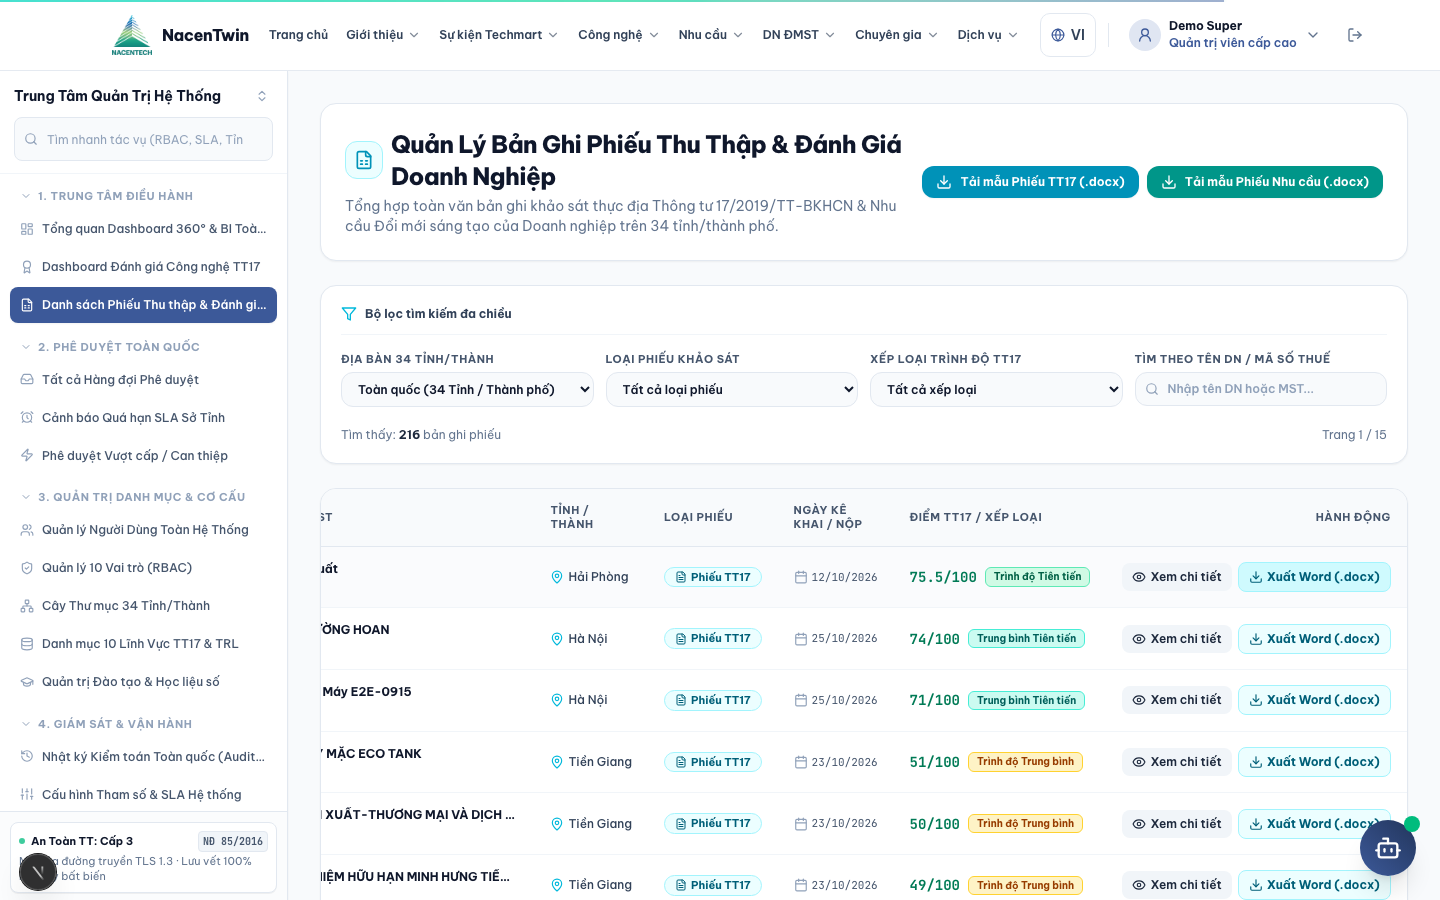 NACENTECH
NacenTwin
Trang chủ
Giới thiệu
Sự kiện Techmart
Công nghệ
Nhu cầu
DN ĐMST
Chuyên gia
Dịch vụ
VI
Demo Super
Quản trị viên cấp cao
Trung Tâm Quản Trị Hệ Thống
Tìm nhanh tác vụ (RBAC, SLA, Tỉn
1. TRUNG TÂM ĐIỀU HÀNH
Tổng quan Dashboard 360° & BI Toà...
Dashboard Đánh giá Công nghệ TT17
Danh sách Phiếu Thu thập & Đánh gi...
2. PHÊ DUYỆT TOÀN QUỐC
Tất cả Hàng đợi Phê duyệt
Cảnh báo Quá hạn SLA Sở Tỉnh
Phê duyệt Vượt cấp / Can thiệp
3. QUẢN TRỊ DANH MỤC & CƠ CẤU
Quản lý Người Dùng Toàn Hệ Thống
Quản lý 10 Vai trò (RBAC)
Cây Thư mục 34 Tỉnh/Thành
Danh mục 10 Lĩnh Vực TT17 & TRL
Quản trị Đào tạo & Học liệu số
4. GIÁM SÁT & VẬN HÀNH
Nhật ký Kiểm toán Toàn quốc (Audit...
Cấu hình Tham số & SLA Hệ thống
An Toàn TT: Cấp 3
NĐ 85/2016
đường truyền TLS 1.3 · Lưu vết 100%
bất biến
Quản Lý Bản Ghi Phiếu Thu Thập & Đánh Giá
Doanh Nghiệp
Tổng hợp toàn văn bản ghi khảo sát thực địa Thông tư 17/2019/TT-BKHCN & Nhu
cầu Đổi mới sáng tạo của Doanh nghiệp trên 34 tỉnh/thành phố.
Tải mẫu Phiếu TT17 (.docx)
Tải mẫu Phiếu Nhu cầu (.docx)
Bộ lọc tìm kiếm đa chiều
ĐỊA BÀN 34 TỈNH/THÀNH
LOẠI PHIẾU KHẢO SÁT
XẾP LOẠI TRÌNH ĐỘ TT17
TÌM THEO TÊN DN / MÃ SỐ THUẾ
Toàn quốc (34 Tỉnh / Thành phố)
Tất cả loại phiếu
Tất cả xếp loại
Nhập tên DN hoặc MST...
Tìm thấy: 216 bản ghi phiếu
Trang 1 / 15
ST
TỈNH /
THÀNH
LOẠI PHIẾU
NGÀY KÊ
KHAI / NỘP
ĐIỂM TT17 / XẾP LOẠI
HÀNH ĐỘNG
uất
Hải Phòng
Phiếu TT17
12/10/2026
75.5/100
Trình độ Tiên tiến
Xem chi tiết
Xuất Word (.docx)
ỜNG HOAN
Hà Nội
Phiếu TT17
25/10/2026
74/100
Trung bình Tiên tiến
Xem chi tiết
Xuất Word (.docx)
Máy E2E-0915
Hà Nội
Phiếu TT17
25/10/2026
71/100
Trung bình Tiên tiến
Xem chi tiết
Xuất Word (.docx)
Y MẶC ECO TANK
Tiền Giang
Phiếu TT17
23/10/2026
51/100
Trình độ Trung bình
Xem chi tiết
Xuất Word (.docx)
XUẤT-THƯƠNG MẠI VÀ DỊCH ...
Tiền Giang
Phiếu TT17
23/10/2026
50/100
Trình độ Trung bình
Xem chi tiết
Xuất Word (.docx)
IỆM HỮU HẠN MINH HƯNG TIẾ...
Tiền Giang
Phiếu TT17
23/10/2026
49/100
Trình độ Trung bình
Xem chi tiết
Xuất Word (.docx)